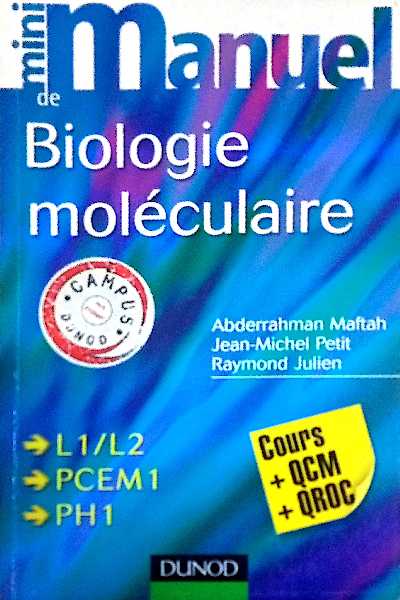 mini
manuel
de
Biologie
moléculaire
CAMPUS
DUNOD
Abderrahman Maftah
Jean-Michel Petit
Raymond Julien
L1/L2
PCEM1
PH1
Cours
+ QCM
+ QROC
DUNOD